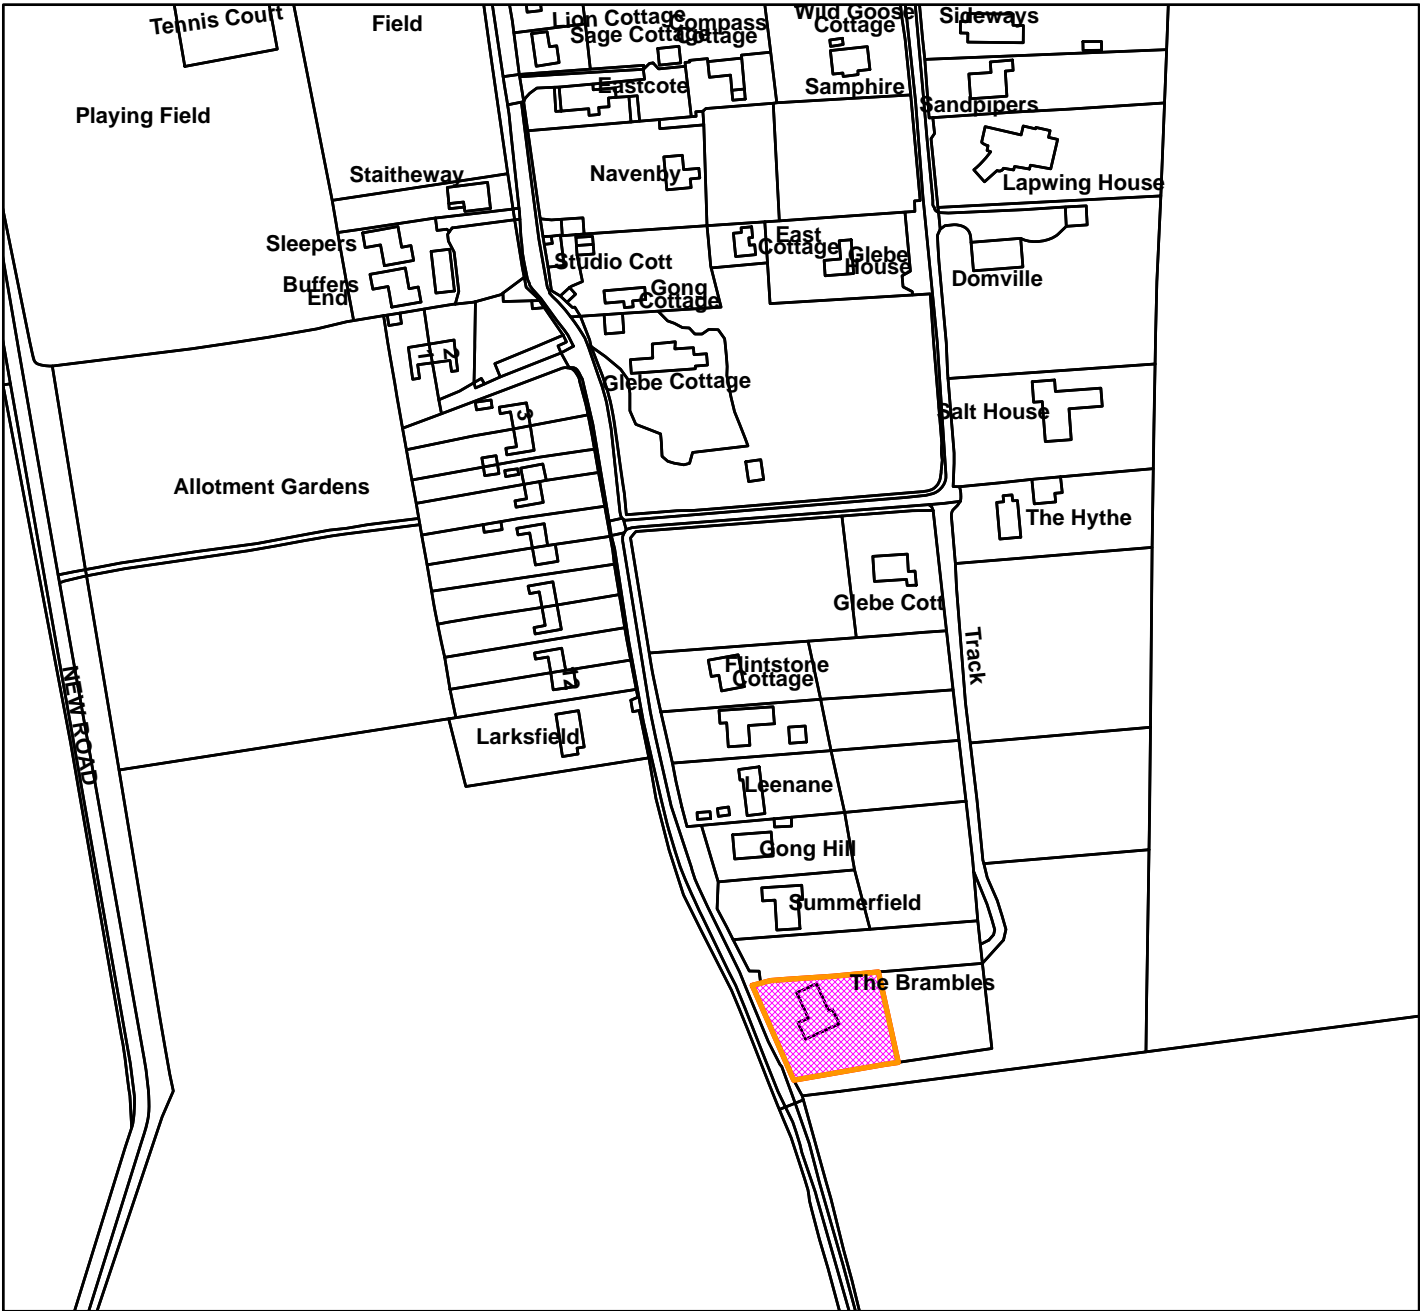 Tennis Court
Field
Lion Cottage
Sage Cottage
Compass
Cottage
Wild Goose
Cottage
Sideways
Playing Field
Eastcote
Samphire
Sandpipers
Staitheway
Navenby
Lapwing House
Sleepers
Studio Cott
East
Cottage
Glebe
House
Domville
Buffers
End
Gong
Cottage
1
2
Glebe Cottage
3
Salt House
Allotment Gardens
The Hythe
Glebe Cott
Track
Flintstone
Cottage
12
NEW ROAD
Larksfield
Leenane
Gong Hill
Summerfield
The Brambles